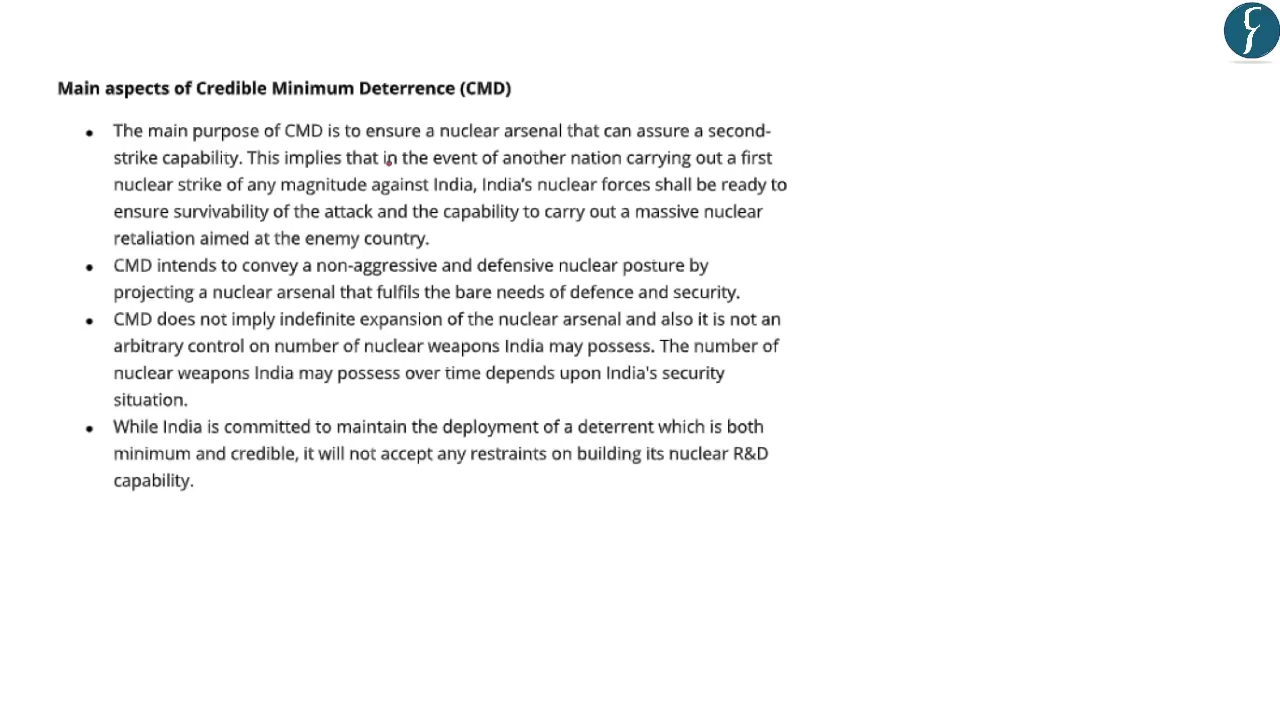 Main aspects of Credible Minimum Deterrence (CMD)
• The main purpose of CMD is to ensure a nuclear arsenal that can assure a second-
strike capability. This implies that in the event of another nation carrying out a first
nuclear strike of any magnitude against India, India's nuclear forces shall be ready to
ensure survivability of the attack and the capability to carry out a massive nuclear
retaliation aimed at the enemy country.
• CMD intends to convey a non-aggressive and defensive nuclear posture by
projecting a nuclear arsenal that fulfils the bare needs of defence and security.
• CMD does not imply indefinite expansion of the nuclear arsenal and also it is not an
arbitrary control on number of nuclear weapons India may possess. The number of
nuclear weapons India may possess over time depends upon India's security
situation.
• While India is committed to maintain the deployment of a deterrent which is both
minimum and credible, it will not accept any restraints on building its nuclear R&D
capability.